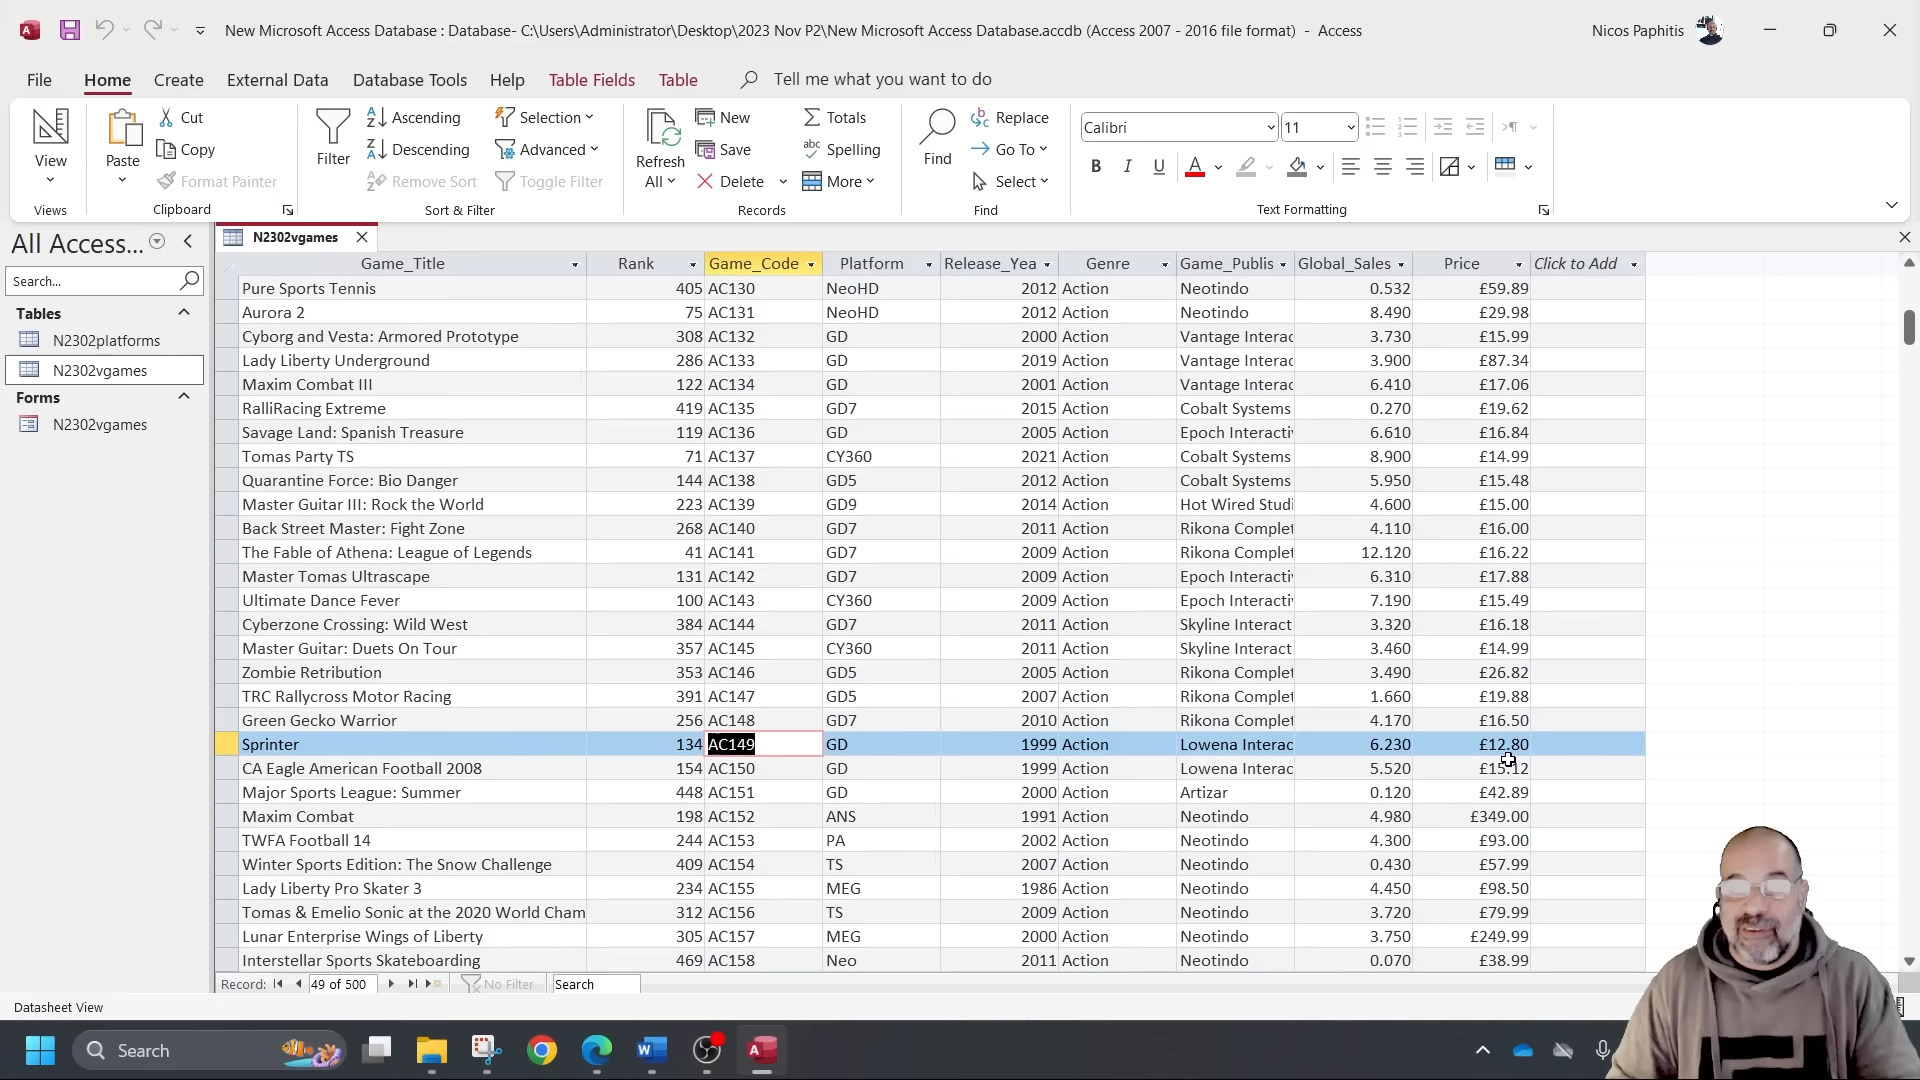 New Microsoft Access Database : Database- C:\Users\Administrator\Desktop\2023 Nov P2\New Microsoft Access Database.accdb (Access 2007 - 2016 file format) - Access
Nicos Paphitis
File Home Create External Data Database Tools Help Table Fields Table Tell me what you want to do
View
Views
Paste
Cut
Copy
Format Painter
Clipboard
Filter
Ascending
Descending
Remove Sort
Selection
Advanced
Toggle Filter
Sort & Filter
Refresh
All
New
Save
Delete
Totals
Spelling
More
Records
Find
Replace
Go To
Select
Find
Calibri
11
B I U A
Text Formatting
All Access...
Search...
Tables
N2302platforms
N2302vgames
Forms
N2302vgames
N2302vgames
Game_Title Rank Game_Code Platform Release_Yea Genre Game_Publis Global_Sales Price Click to Add
Pure Sports Tennis 405 AC130 NeoHD 2012 Action Neotindo 0.532 £59.89
Aurora 2 75 AC131 NeoHD 2012 Action Neotindo 8.490 £29.98
Cyborg and Vesta: Armored Prototype 308 AC132 GD 2000 Action Vantage Interac 3.730 £15.99
Lady Liberty Underground 286 AC133 GD 2019 Action Vantage Interac 3.900 £87.34
Maxim Combat III 122 AC134 GD 2001 Action Vantage Interac 6.410 £17.06
RalliRacing Extreme 419 AC135 GD7 2015 Action Cobalt Systems 0.270 £19.62
Savage Land: Spanish Treasure 119 AC136 GD 2005 Action Epoch Interacti 6.610 £16.84
Tomas Party TS 71 AC137 CY360 2021 Action Cobalt Systems 8.900 £14.99
Quarantine Force: Bio Danger 144 AC138 GD5 2012 Action Cobalt Systems 5.950 £15.48
Master Guitar III: Rock the World 223 AC139 GD9 2014 Action Hot Wired Studi 4.600 £15.00
Back Street Master: Fight Zone 268 AC140 GD7 2011 Action Rikona Complet 4.110 £16.00
The Fable of Athena: League of Legends 41 AC141 GD7 2009 Action Rikona Complet 12.120 £16.22
Master Tomas Ultrascape 131 AC142 GD7 2009 Action Epoch Interacti 6.310 £17.88
Ultimate Dance Fever 100 AC143 CY360 2009 Action Epoch Interacti 7.190 £15.49
Cyberzone Crossing: Wild West 384 AC144 GD7 2011 Action Skyline Interact 3.320 £16.18
Master Guitar: Duets On Tour 357 AC145 CY360 2011 Action Skyline Interact 3.460 £14.99
Zombie Retribution 353 AC146 GD5 2005 Action Rikona Complet 3.490 £26.82
TRC Rallycross Motor Racing 391 AC147 GD5 2007 Action Rikona Complet 1.660 £19.88
Green Gecko Warrior 256 AC148 GD7 2010 Action Rikona Complet 4.170 £16.50
Sprinter 134 AC149 GD 1999 Action Lowena Interac 6.230 £12.80
CA Eagle American Football 2008 154 AC150 GD 1999 Action Lowena Interac 5.520 £15.12
Major Sports League: Summer 448 AC151 GD 2000 Action Artizar 0.120 £42.89
Maxim Combat 198 AC152 ANS 1991 Action Neotindo 4.980 £349.00
TWFA Football 14 244 AC153 PA 2002 Action Neotindo 4.300 £93.00
Winter Sports Edition: The Snow Challenge 409 AC154 TS 2007 Action Neotindo 0.430 £57.99
Lady Liberty Pro Skater 3 234 AC155 MEG 1986 Action Neotindo 4.450 £98.50
Tomas & Emelio Sonic at the 2020 World Cham 312 AC156 TS 2009 Action Neotindo 3.720 £79.99
Lunar Enterprise Wings of Liberty 305 AC157 MEG 2000 Action Neotindo 3.750 £249.99
Interstellar Sports Skateboarding 469 AC158 Neo 2011 Action Neotindo 0.070 £38.99
Record: 49 of 500 No Filter Search
Datasheet View
Search